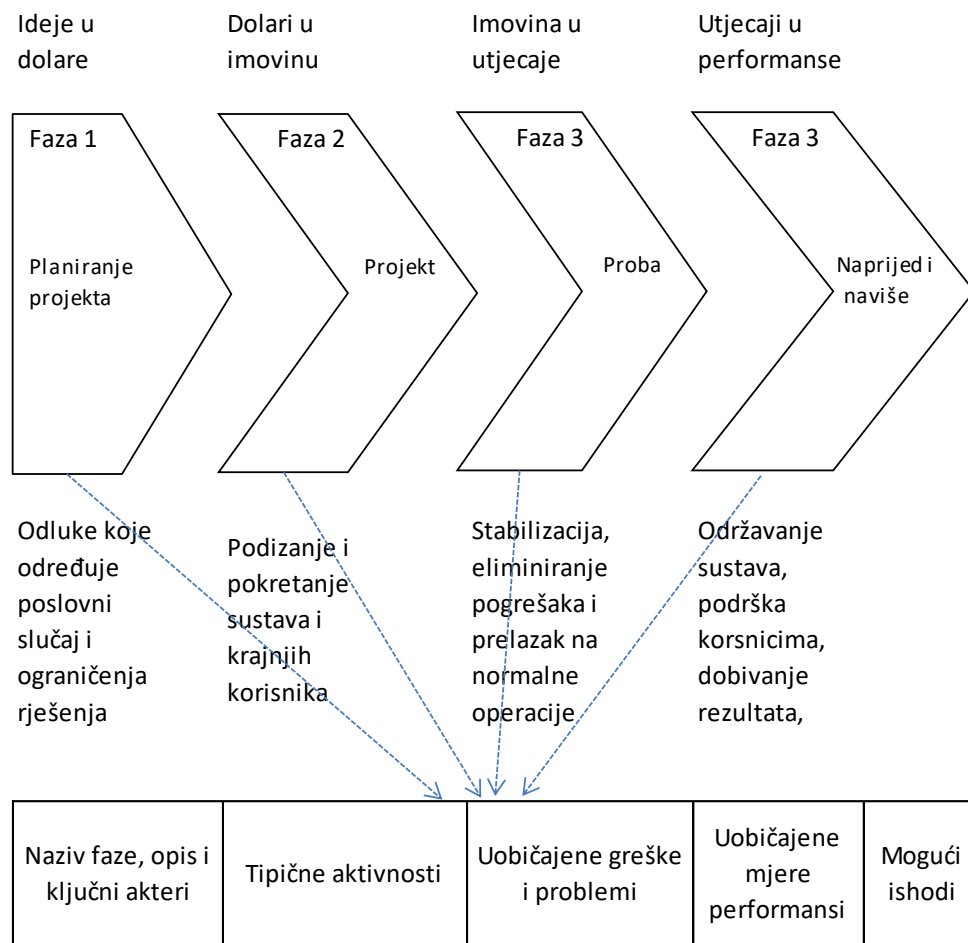 Ideje u
dolare
Dolari u
imovinu
Imovina u
utjecaje
Utjecaji u
performanse
Faza 1
Faza 2
Faza 3
Faza 3
Planiranje
projekta
Projekt
Proba
Naprijed i
naviše
Odluke koje
određuje
poslovni
slučaj i
ograničenja
rješenja
Podizanje i
pokretanje
sustava i
krajnjih
korisnika
Stabilizacija,
eliminiranje
pogrešaka i
prelazak na
normalne
operacije
Održavanje
sustava,
podrška
korsnicima,
dobivanje
rezultata,
Naziv faze, opis i
ključni akteri
Tipične aktivnosti
Uobičajene greške
i problemi
Uobičajene
mjere
performansi
Mogući
ishodi